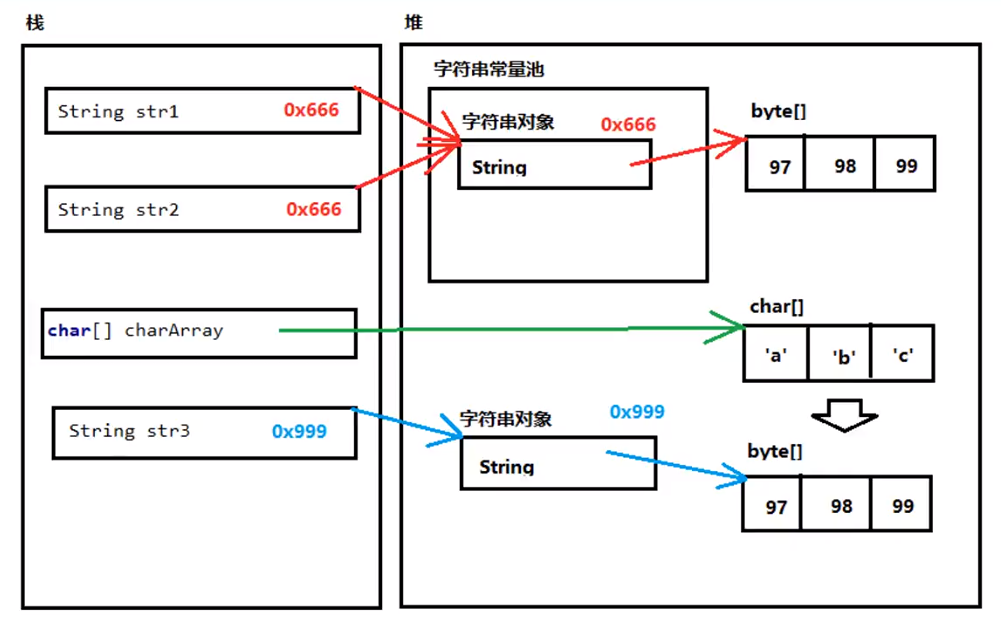 栈
String str1 0x666
String str2 0x666
char[] charArray
String str3 0x999
堆
字符串常量池
字符串对象 0x666
String
byte[]
97 98 99
char[]
'a' 'b' 'c'
字符串对象 0x999
String
byte[]
97 98 99